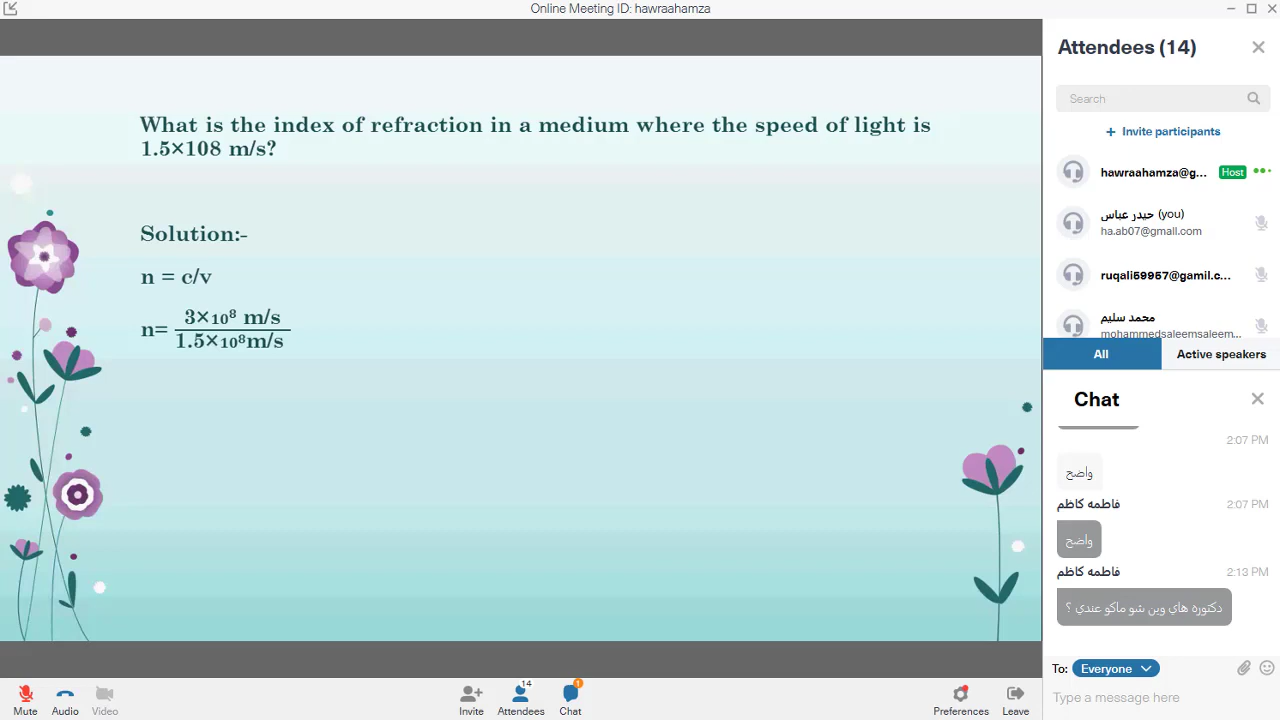 Online Meeting ID: hawraahamza
What is the index of refraction in a medium where the speed of light is
1.5×108 m/s?
Solution:-
n = c/v
n= 3×10⁸ m/s
1.5×10⁸m/s
Attendees (14)
Search
+ Invite participants
hawraahamza@g... Host
حيدر عباس (you)
ha.ab07@gmall.com
ruqali59957@gamil.c...
محمد سليم
mohammedsaleemsaleem...
All
Active speakers
Chat
2:07 PM
واضح
فاطمه كاظم 2:07 PM
واضح
فاطمه كاظم 2:13 PM
دكتوره هاي وين شو ماكو عندي ؟
To: Everyone
Type a message here
Mute
Audio
Video
Invite
14
Attendees
1
Chat
Preferences
Leave